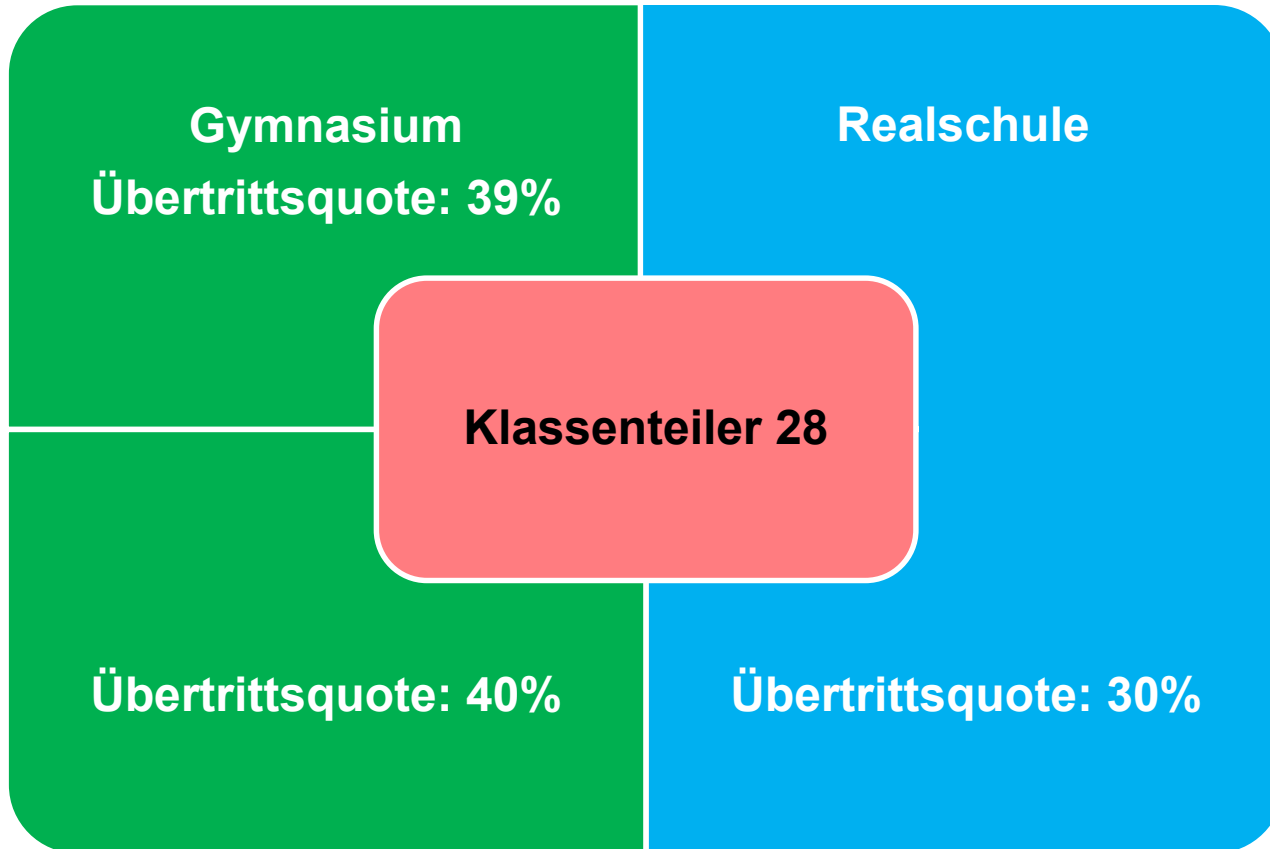 Gymnasium
Übertrittsquote: 39%
Realschule
Klassenteiler 28
Übertrittsquote: 40%
Übertrittsquote: 30%